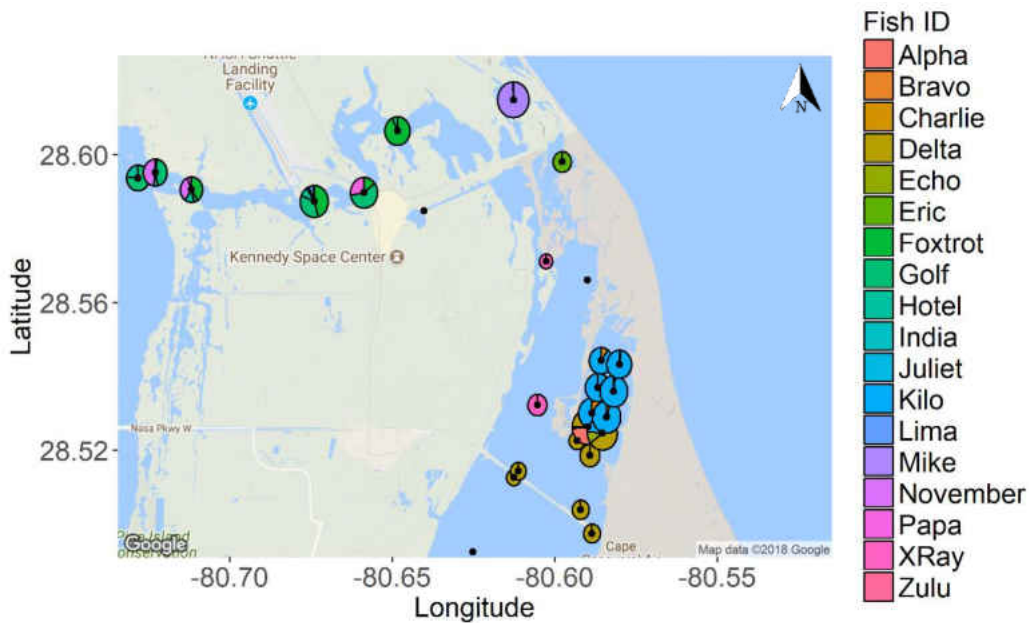 Fish ID
Alpha
Bravo
Charlie
Delta
Echo
Eric
Foxtrot
Golf
Hotel
India
Juliet
Kilo
Lima
Mike
November
Papa
XRay
Zulu
Landing
Facility
N
Kennedy Space Center
Nasa Pkwy W
Cape
Google
Map data ©2018 Google
Latitude
28.60
28.56
28.52
-80.70
-80.65
-80.60
-80.55
Longitude